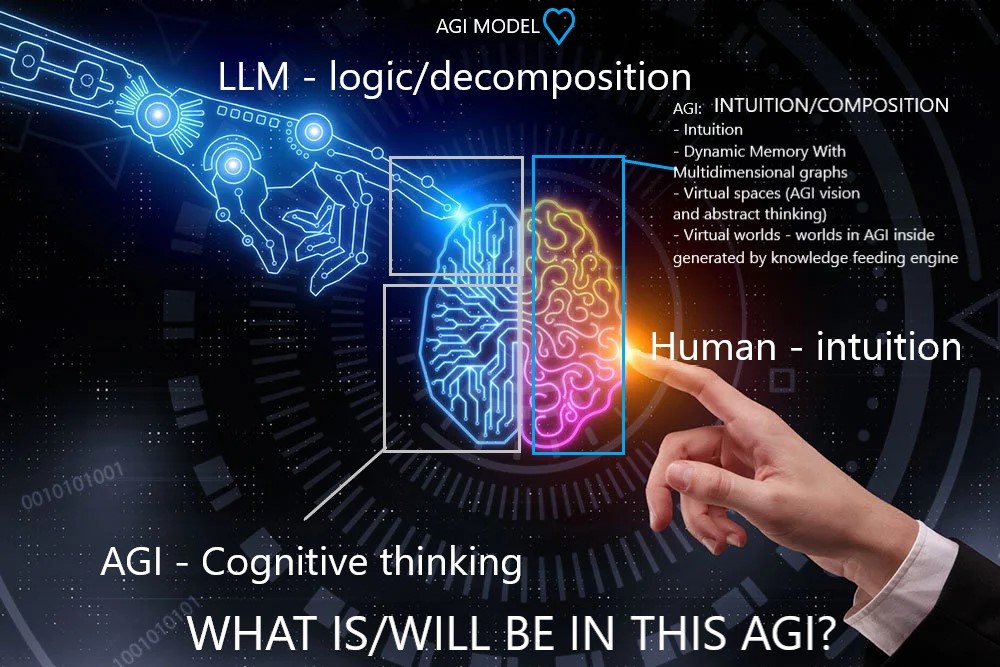 AGI MODEL
LLM - logic/decomposition
AGI: INTUITION/COMPOSITION
- Intuition
- Dynamic Memory With
Multidimensional graphs
- Virtual spaces (AGI vision
and abstract thinking)
- Virtual worlds - worlds in AGI inside
generated by knowledge feeding engine
Human - intuition
0010101001
AGI - Cognitive thinking
1001010101
WHAT IS/WILL BE IN THIS AGI?